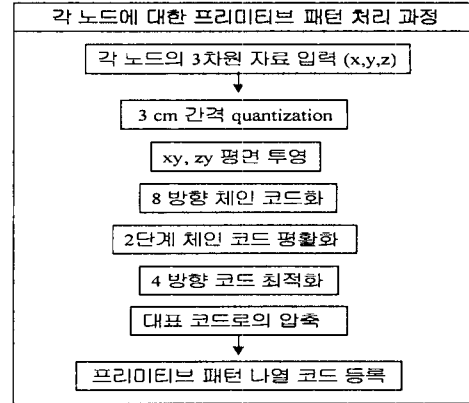 각 노드에 대한 프리미티브 패턴 처리 과정
각 노드의 3차원 자료 입력 (x,y,z)
3 cm 간격 quantization
xy, zy 평면 투영
8 방향 체인 코드화
2단계 체인 코드 평활화
4 방향 코드 최적화
대표 코드로의 압축
프리미티브 패턴 나열 코드 등록